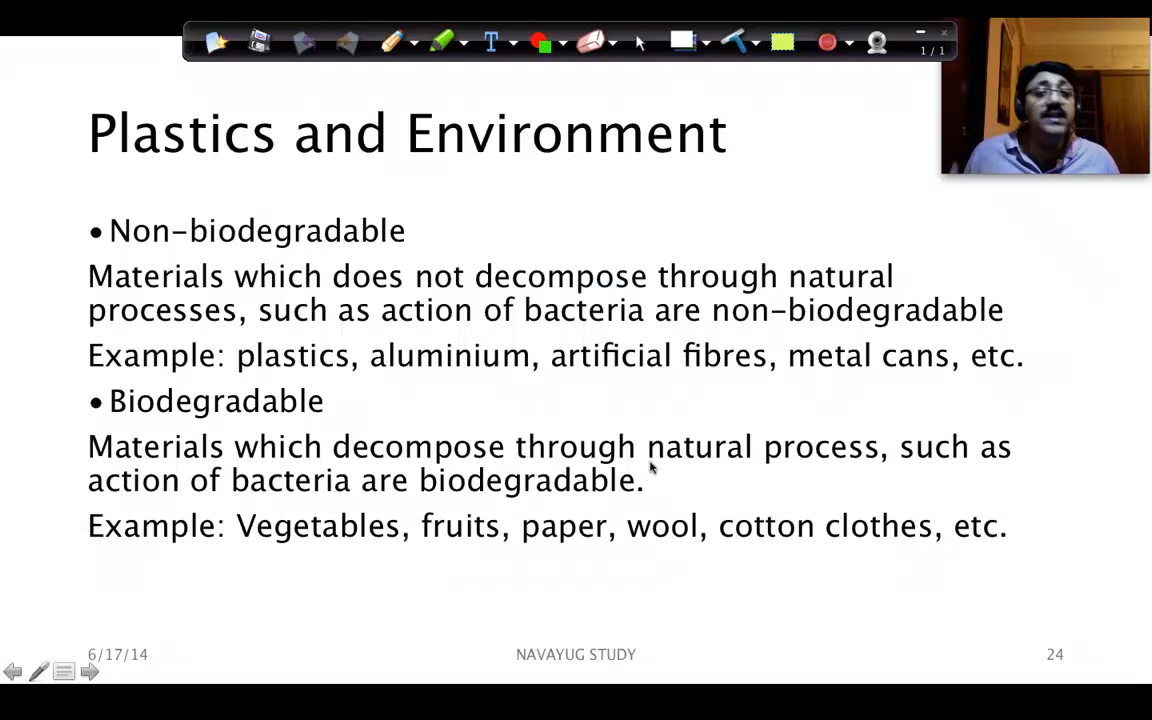 1 / 1
Plastics and Environment
• Non-biodegradable
Materials which does not decompose through natural
processes, such as action of bacteria are non-biodegradable
Example: plastics, aluminium, artificial fibres, metal cans, etc.
• Biodegradable
Materials which decompose through natural process, such as
action of bacteria are biodegradable.
Example: Vegetables, fruits, paper, wool, cotton clothes, etc.
6/17/14 NAVAYUG STUDY 24